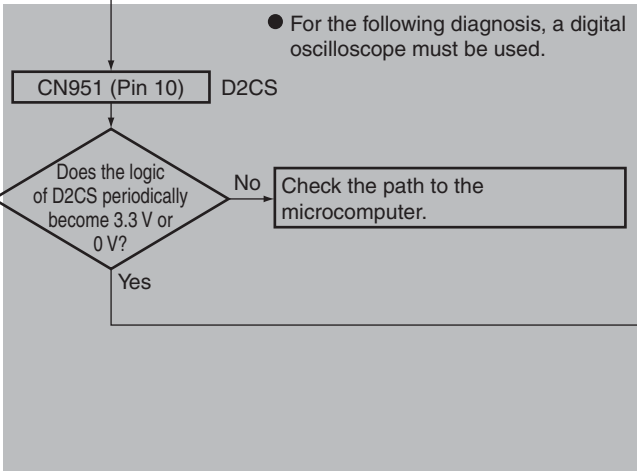 ● For the following diagnosis, a digital
oscilloscope must be used.
CN951 (Pin 10) D2CS
Does the logic
of D2CS periodically
become 3.3 V or
0 V?
No
Check the path to the
microcomputer.
Yes